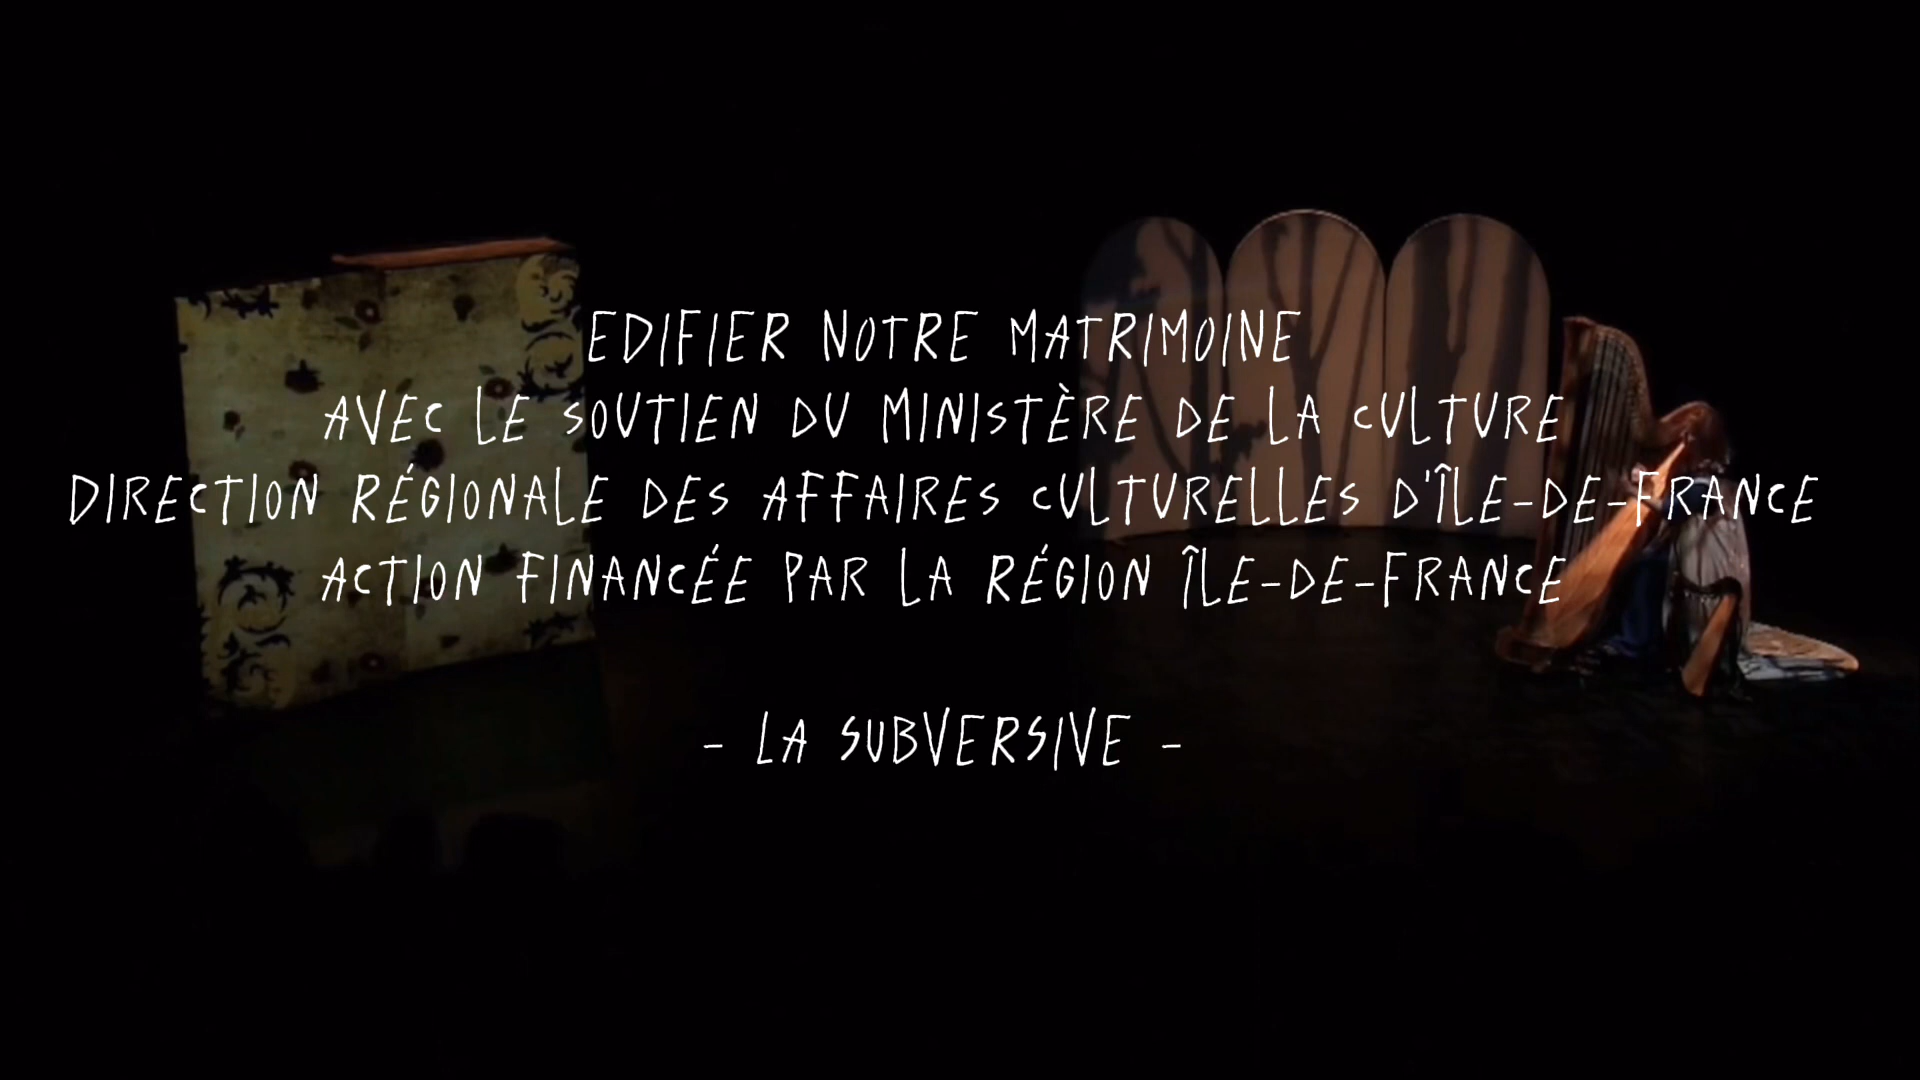 EDIFIER NOTRE MATRIMOINE
AVEC LE SOUTIEN DU MINISTÈRE DE LA CULTURE
DIRECTION RÉGIONALE DES AFFAIRES CULTURELLES D'ÎLE-DE-FRANCE
ACTION FINANCÉE PAR LA RÉGION ÎLE-DE-FRANCE
- LA SUBVERSIVE -